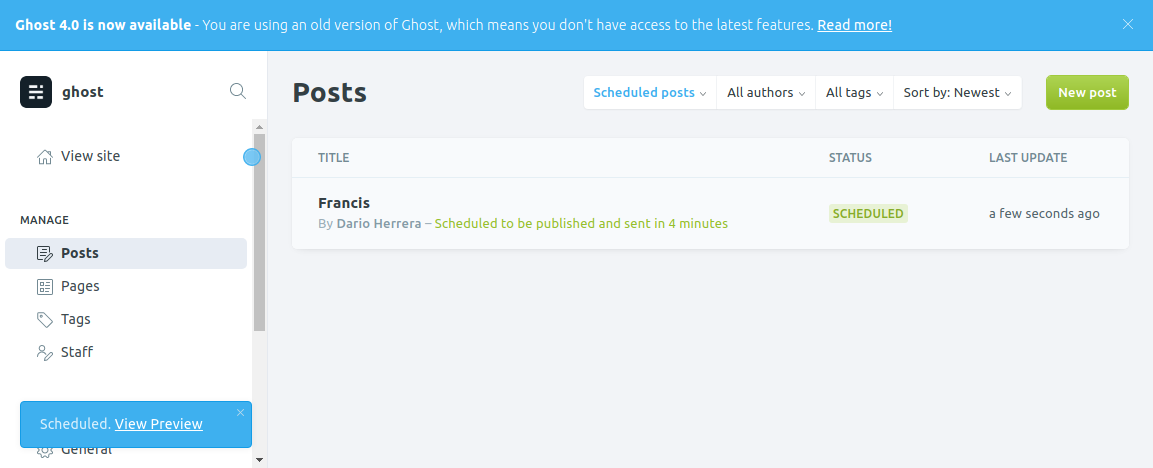 Ghost 4.0 is now available - You are using an old version of Ghost, which means you don't have access to the latest features. Read more!
ghost
View site
MANAGE
Posts
Pages
Tags
Staff
Scheduled. View Preview
General
Posts
Scheduled posts
All authors
All tags
Sort by: Newest
New post
TITLE STATUS LAST UPDATE
Francis
By Dario Herrera – Scheduled to be published and sent in 4 minutes
SCHEDULED
a few seconds ago